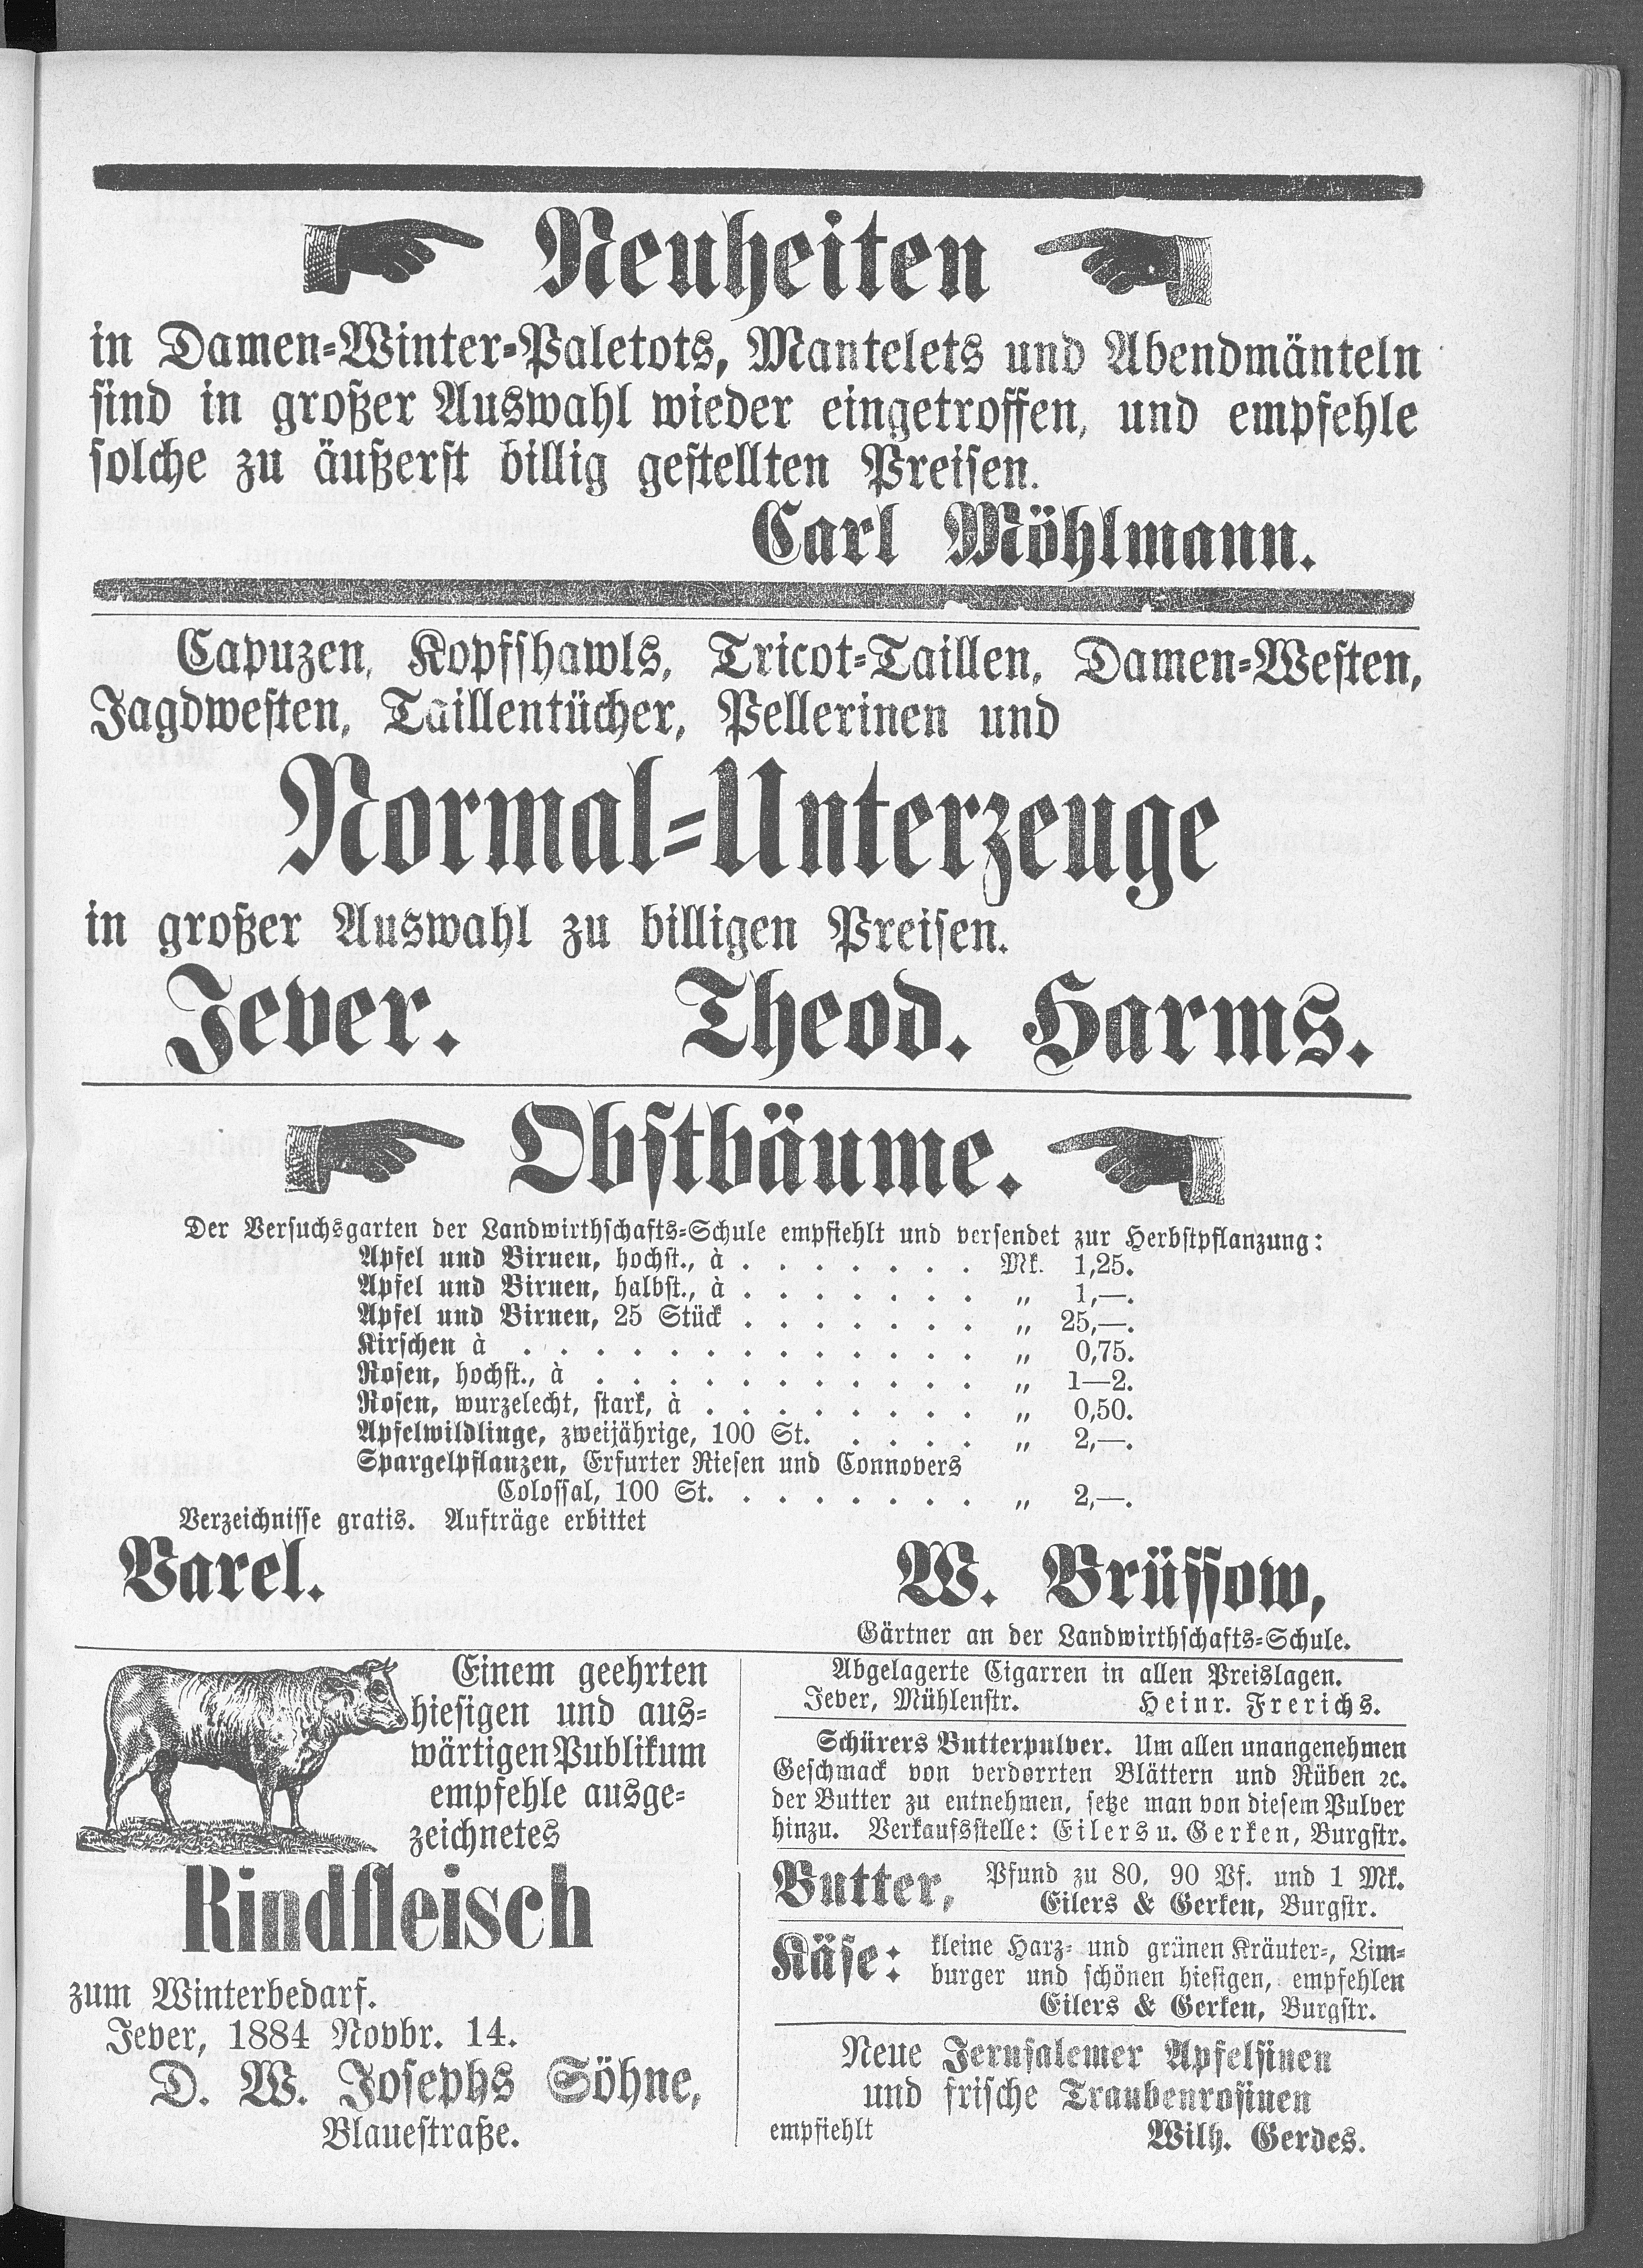 Neuheiten
in Damen-Winter-Paletots, Mantelets und Abendmänteln
sind in großer Auswahl wieder eingetroffen, und empfehle
solche zu äußerst billig gestellten Preisen.
Carl Möhlmann.
Capuzen, Kopfshawls, Tricot-Taillen, Damen-Westen,
Jagdwesten, Taillentücher, Pellerinen und
Normal-Unterzeuge
in großer Auswahl zu billigen Preisen.
Jever. Theod. Harms.
Obstbäume.
Der Versuchsgarten der Landwirthschafts-Schule empfiehlt und versendet zur Herbstpflanzung:
Apfel und Birnen, hochst., à . . . . . . . Mk. 1,25.
Apfel und Birnen, halbst., à . . . . . . . „ 1,—.
Apfel und Birnen, 25 Stück . . . . . . . „ 25,—.
Kirschen à . . . . . . . . . . . . . „ 0,75.
Rosen, hochst., à . . . . . . . . . . . „ 1—2.
Rosen, wurzelecht, stark, à . . . . . . . . „ 0,50.
Apfelwildlinge, zweijährige, 100 St. . . . . „ 2,—.
Spargelpflanzen, Erfurter Riesen und Connovers
Colossal, 100 St. . . . . . . . „ 2,—.
Verzeichnisse gratis. Aufträge erbittet
Varel. W. Brüssow,
Gärtner an der Landwirthschafts-Schule.
Einem geehrten
hiesigen und aus-
wärtigen Publikum
empfehle ausge-
zeichnetes
Rindfleisch
zum Winterbedarf.
Jever, 1884 Novbr. 14.
D. W. Josephs Söhne,
Blauestraße.
Abgelagerte Cigarren in allen Preislagen.
Jever, Mühlenstr. Heinr. Frerichs.
Schürers Butterpulver. Um allen unangenehmen
Geschmack von verdorrten Blättern und Rüben ꝛc.
der Butter zu entnehmen, setze man von diesem Pulver
hinzu. Verkaufsstelle: Eilers u. Gerken, Burgstr.
Butter, Pfund zu 80, 90 Pf. und 1 Mk.
Eilers & Gerken, Burgstr.
Käse: kleine Harz- und grünen Kräuter-, Lim-
burger und schönen hiesigen, empfehlen
Eilers & Gerken, Burgstr.
Neue Jerusalemer Apfelsinen
und frische Traubenrosinen
empfiehlt Wilh. Gerdes.